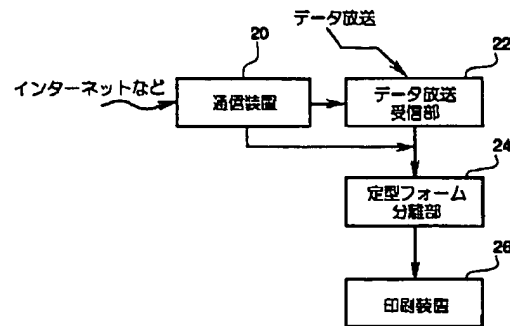 データ放送
20
22
インターネットなど
通信装置
データ放送
受信部
24
定型フォーム
分離部
26
印刷装置